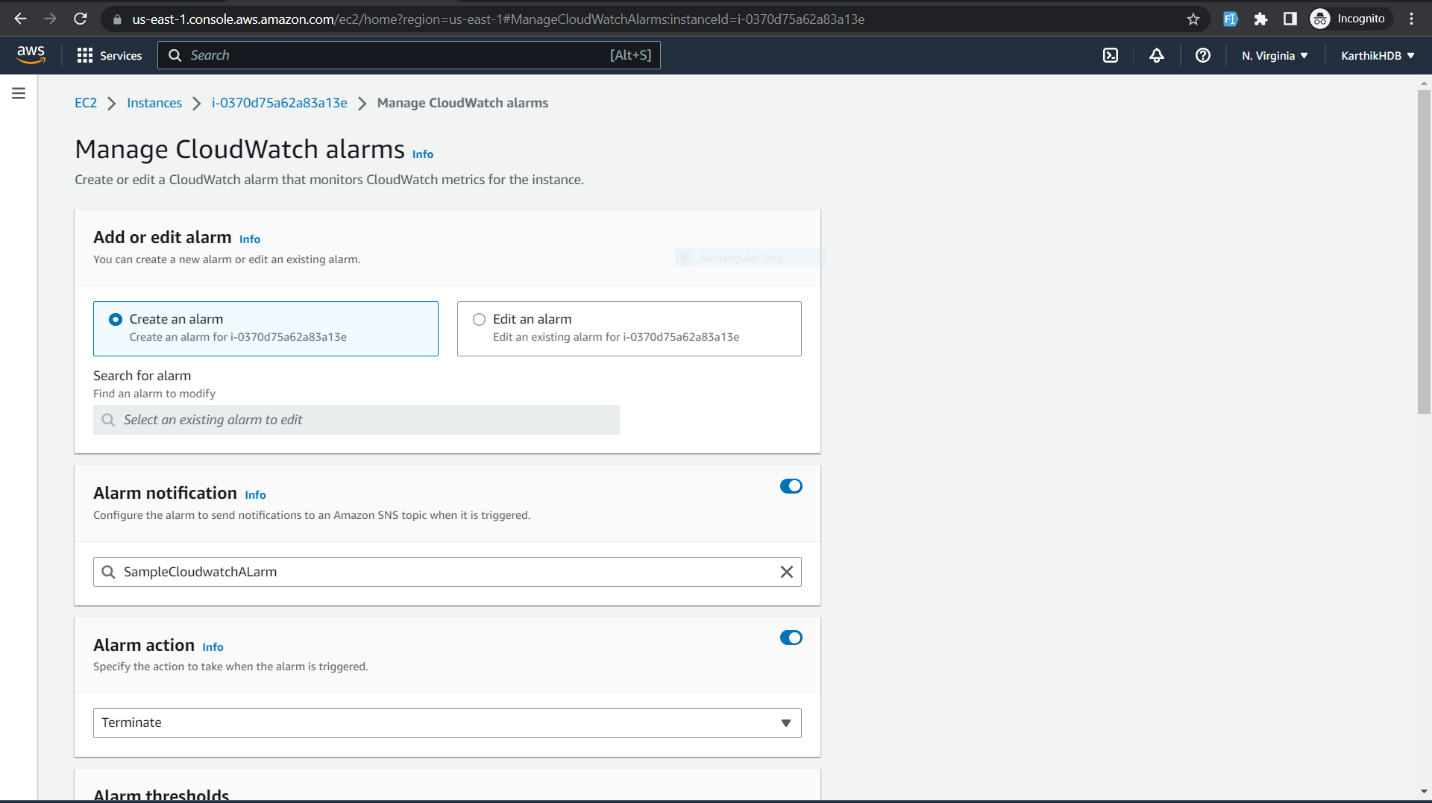 us-east-1.console.aws.amazon.com/ec2/home?region=us-east-1#ManageCloudWatchAlarms:instanceId=i-0370d75a62a83a13e
Incognito
aws
Services
Search
[Alt+S]
N. Virginia
KarthikHDB
EC2 > Instances > i-0370d75a62a83a13e > Manage CloudWatch alarms
Manage CloudWatch alarms Info
Create or edit a CloudWatch alarm that monitors CloudWatch metrics for the instance.
Add or edit alarm Info
You can create a new alarm or edit an existing alarm.
Rectangular Snip
Create an alarm
Create an alarm for i-0370d75a62a83a13e
Edit an alarm
Edit an existing alarm for i-0370d75a62a83a13e
Search for alarm
Find an alarm to modify
Select an existing alarm to edit
Alarm notification Info
Configure the alarm to send notifications to an Amazon SNS topic when it is triggered.
SampleCloudwatchALarm
Alarm action Info
Specify the action to take when the alarm is triggered.
Terminate
Alarm thresholds